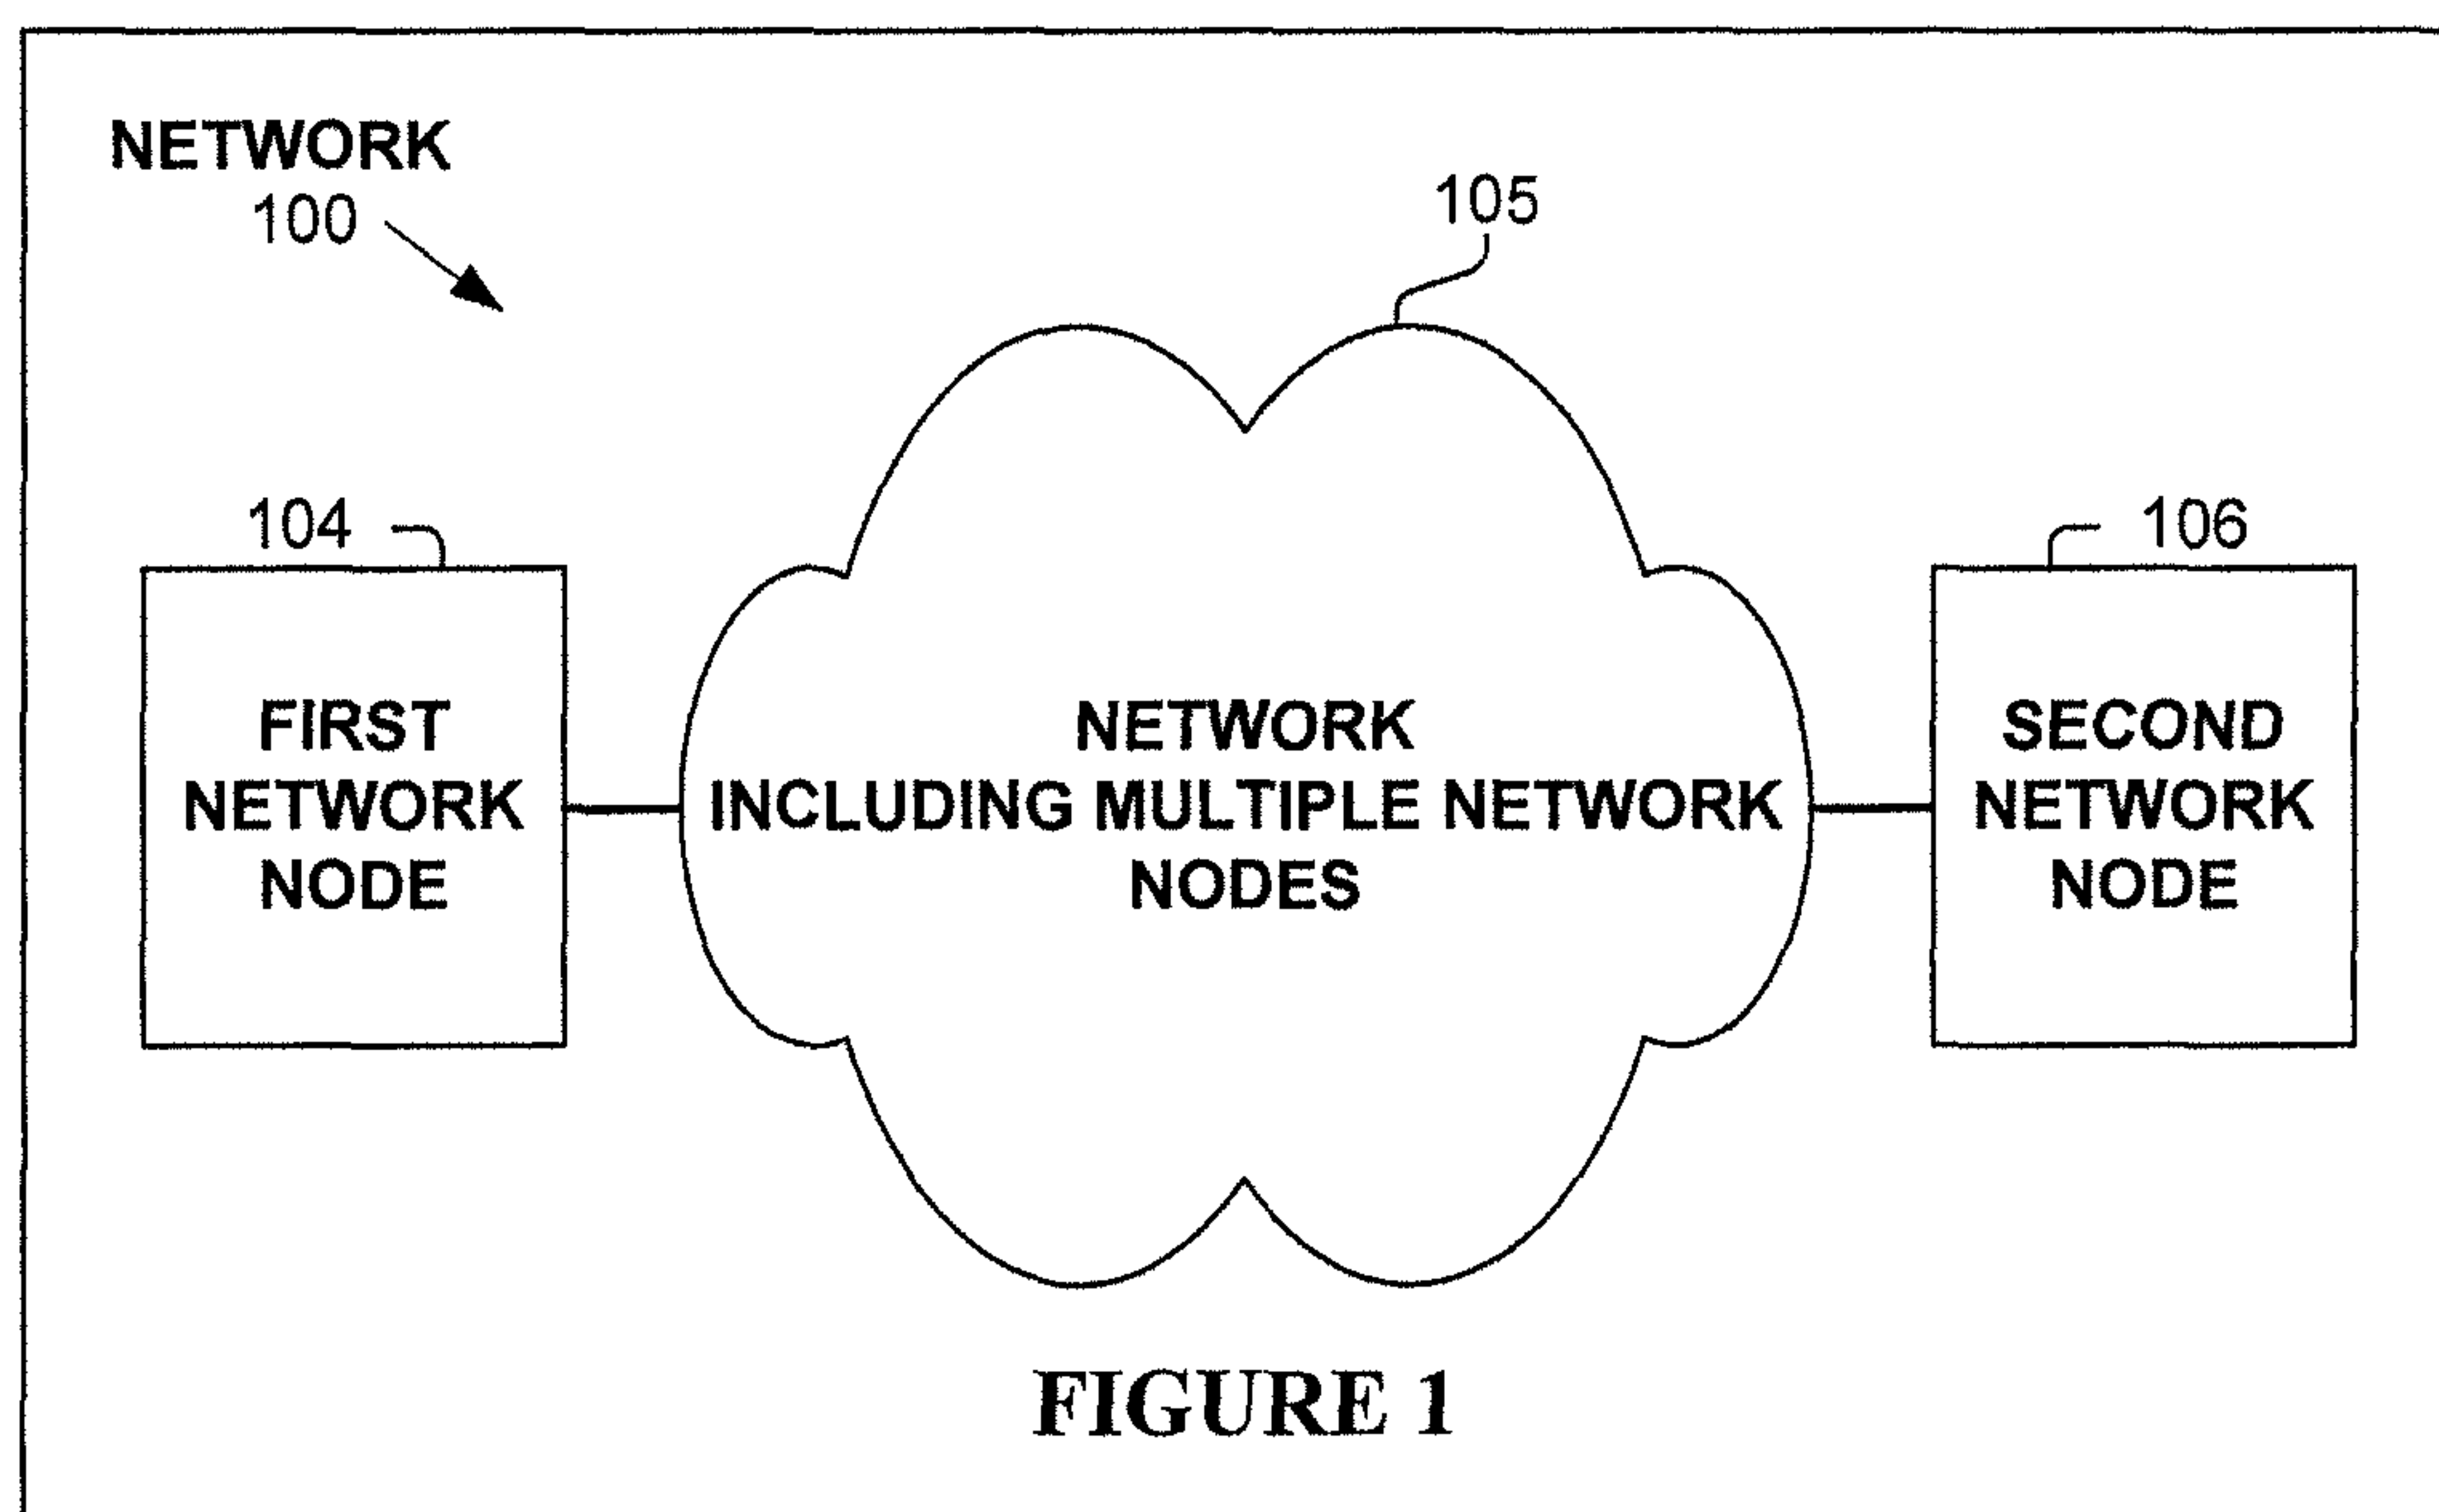 NETWORK
100
105
104
106
FIRST
NETWORK
NODE
NETWORK
INCLUDING MULTIPLE NETWORK
NODES
SECOND
NETWORK
NODE
FIGURE 1